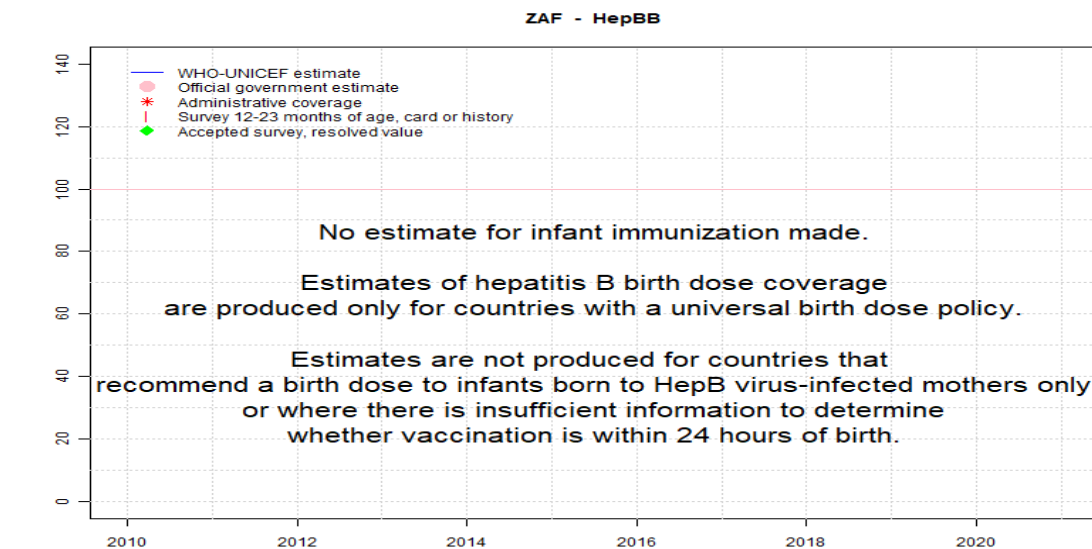 ZAF - HepBB
WHO-UNICEF estimate
Official government estimate
Administrative coverage
Survey 12-23 months of age, card or history
Accepted survey, resolved value
140
120
100
80
60
40
20
0
No estimate for infant immunization made.
Estimates of hepatitis B birth dose coverage
are produced only for countries with a universal birth dose policy.
Estimates are not produced for countries that
recommend a birth dose to infants born to HepB virus-infected mothers only
or where there is insufficient information to determine
whether vaccination is within 24 hours of birth.
2010 2012 2014 2016 2018 2020